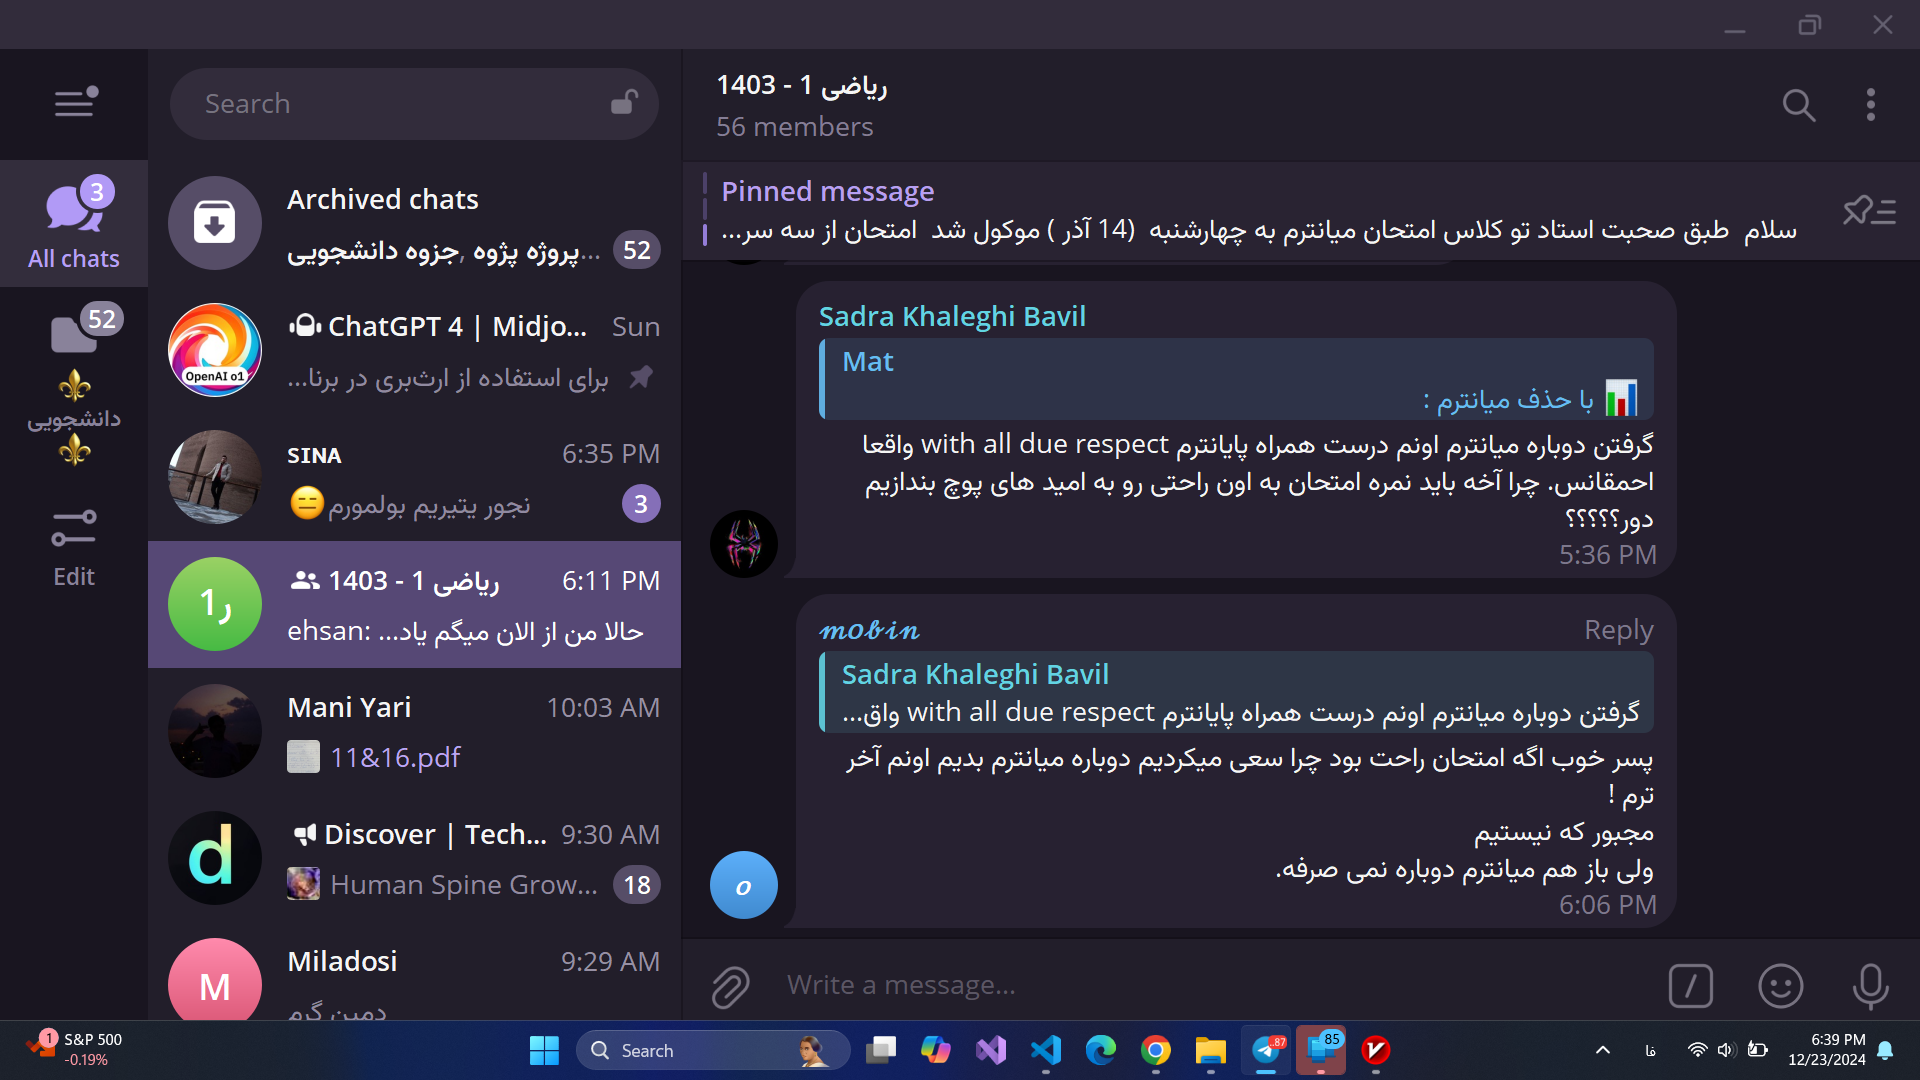 Search
3
All chats
52
دانشجویی
Edit
Archived chats
پروژه پژوه, جزوه دانشجویی...
52
OpenAI o1
ChatGPT 4 | Midjo...
Sun
برای استفاده از ارث‌بری در برنا...
SINA
6:35 PM
نجور یتیریم بولمورم😑
3
ر1
ریاضی 1 - 1403
6:11 PM
ehsan: حالا من از الان میگم یاد...
Mani Yari
10:03 AM
11&16.pdf
d
Discover | Tech...
9:30 AM
Human Spine Grow...
18
M
Miladosi
9:29 AM
دمین گرم
ریاضی 1 - 1403
56 members
Pinned message
سلام  طبق صحبت استاد تو کلاس امتحان میانترم به چهارشنبه  (14 آذر ) موکول شد  امتحان از سه سر...
Sadra Khaleghi Bavil
Mat
📊 با حذف میانترم :
گرفتن دوباره میانترم اونم درست همراه پایانترم with all due respect واقعا
احمقانس. چرا آخه باید نمره امتحان به اون راحتی رو به امید های پوچ بندازیم
دور؟؟؟؟؟
5:36 PM
𝓶𝓸𝓫𝓲𝓷
Reply
Sadra Khaleghi Bavil
گرفتن دوباره میانترم اونم درست همراه پایانترم with all due respect واق...
پسر خوب اگه امتحان راحت بود چرا سعی میکردیم دوباره میانترم بدیم اونم آخر
ترم !
مجبور که نیستیم
ولی باز هم میانترم دوباره نمی صرفه.
6:06 PM
o
Write a message...
1
S&P 500
-0.19%
Search
..87
85
فا
6:39 PM
12/23/2024